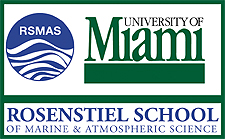 RSMAS
UNIVERSITY OF
Miami
ROSENSTIEL SCHOOL
OF MARINE & ATMOSPHERIC SCIENCE